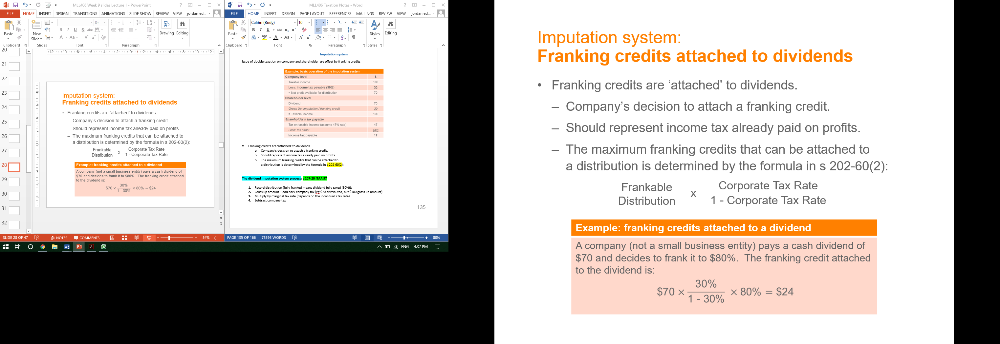 MLL406 Week 9 slides Lecture 1 - PowerPoint
FILE HOME INSERT DESIGN TRANSITIONS ANIMATIONS SLIDE SHOW REVIEW VIEW jordan ed...
Paste
New
Slide
8+
Drawing
Editing
Clipboard Slides Font Paragraph
12 10 8 6 4 2 0 2 4 6 8 10 12
20
21
22
23
24
25
26
27
28
29
30
31
32
Imputation system:
Franking credits attached to dividends
• Franking credits are ‘attached’ to dividends.
– Company’s decision to attach a franking credit.
– Should represent income tax already paid on profits.
– The maximum franking credits that can be attached to
a distribution is determined by the formula in s 202-60(2):
Frankable
Distribution
x
Corporate Tax Rate
1 - Corporate Tax Rate
Example: franking credits attached to a dividend
A company (not a small business entity) pays a cash dividend of
$70 and decides to frank it to $80%. The franking credit attached
to the dividend is:
30%
$70 × × 80% = $24
1 - 30%
SLIDE 28 OF 47 NOTES COMMENTS 54%
MLL406 Taxation Notes - Word
FILE HOME INSERT DESIGN PAGE LAYOUT REFERENCES MAILINGS REVIEW VIEW jordan ed...
Paste
Calibri (Body) 10
Styles
Editing
Clipboard Font Paragraph Styles
Imputation system
Issue of double taxation on company and shareholder are offset by franking credits
Example: basic operation of the imputation system
Company level $
Taxable income 100
Less: income tax payable (30%) 30
= Net profit available for distribution 70
Shareholder level
Dividend 70
Gross Up: imputation / franking credit 30
= Taxable income 100
Shareholder's tax payable
Tax on taxable income (assume 47% rate) 47
Less: tax offset (30)
Income tax payable 17
• Franking credits are ‘attached’ to dividends.
o Company’s decision to attach a franking credit.
o Should represent income tax already paid on profits.
o The maximum franking credits that can be attached to
a distribution is determined by the formula in s 202-60(2):
The dividend imputation system process: s 207-20 ITAA 97
1. Record distribution (fully franked means dividend fully taxed (30%)):
2. Gross up amount – add back company tax (eg $70 distributed, but $100 gross up amount)
3. Multiply by marginal tax rate (depends on the individual's tax rate)
4. Subtract company tax
135
PAGE 135 OF 166 75395 WORDS 80%
ENG 4:37 PM
Imputation system:
Franking credits attached to dividends
• Franking credits are ‘attached’ to dividends.
– Company’s decision to attach a franking credit.
– Should represent income tax already paid on profits.
– The maximum franking credits that can be attached to
a distribution is determined by the formula in s 202-60(2):
Frankable
Distribution
x
Corporate Tax Rate
1 - Corporate Tax Rate
Example: franking credits attached to a dividend
A company (not a small business entity) pays a cash dividend of
$70 and decides to frank it to $80%. The franking credit attached
to the dividend is:
30%
$70 × × 80% = $24
1 - 30%